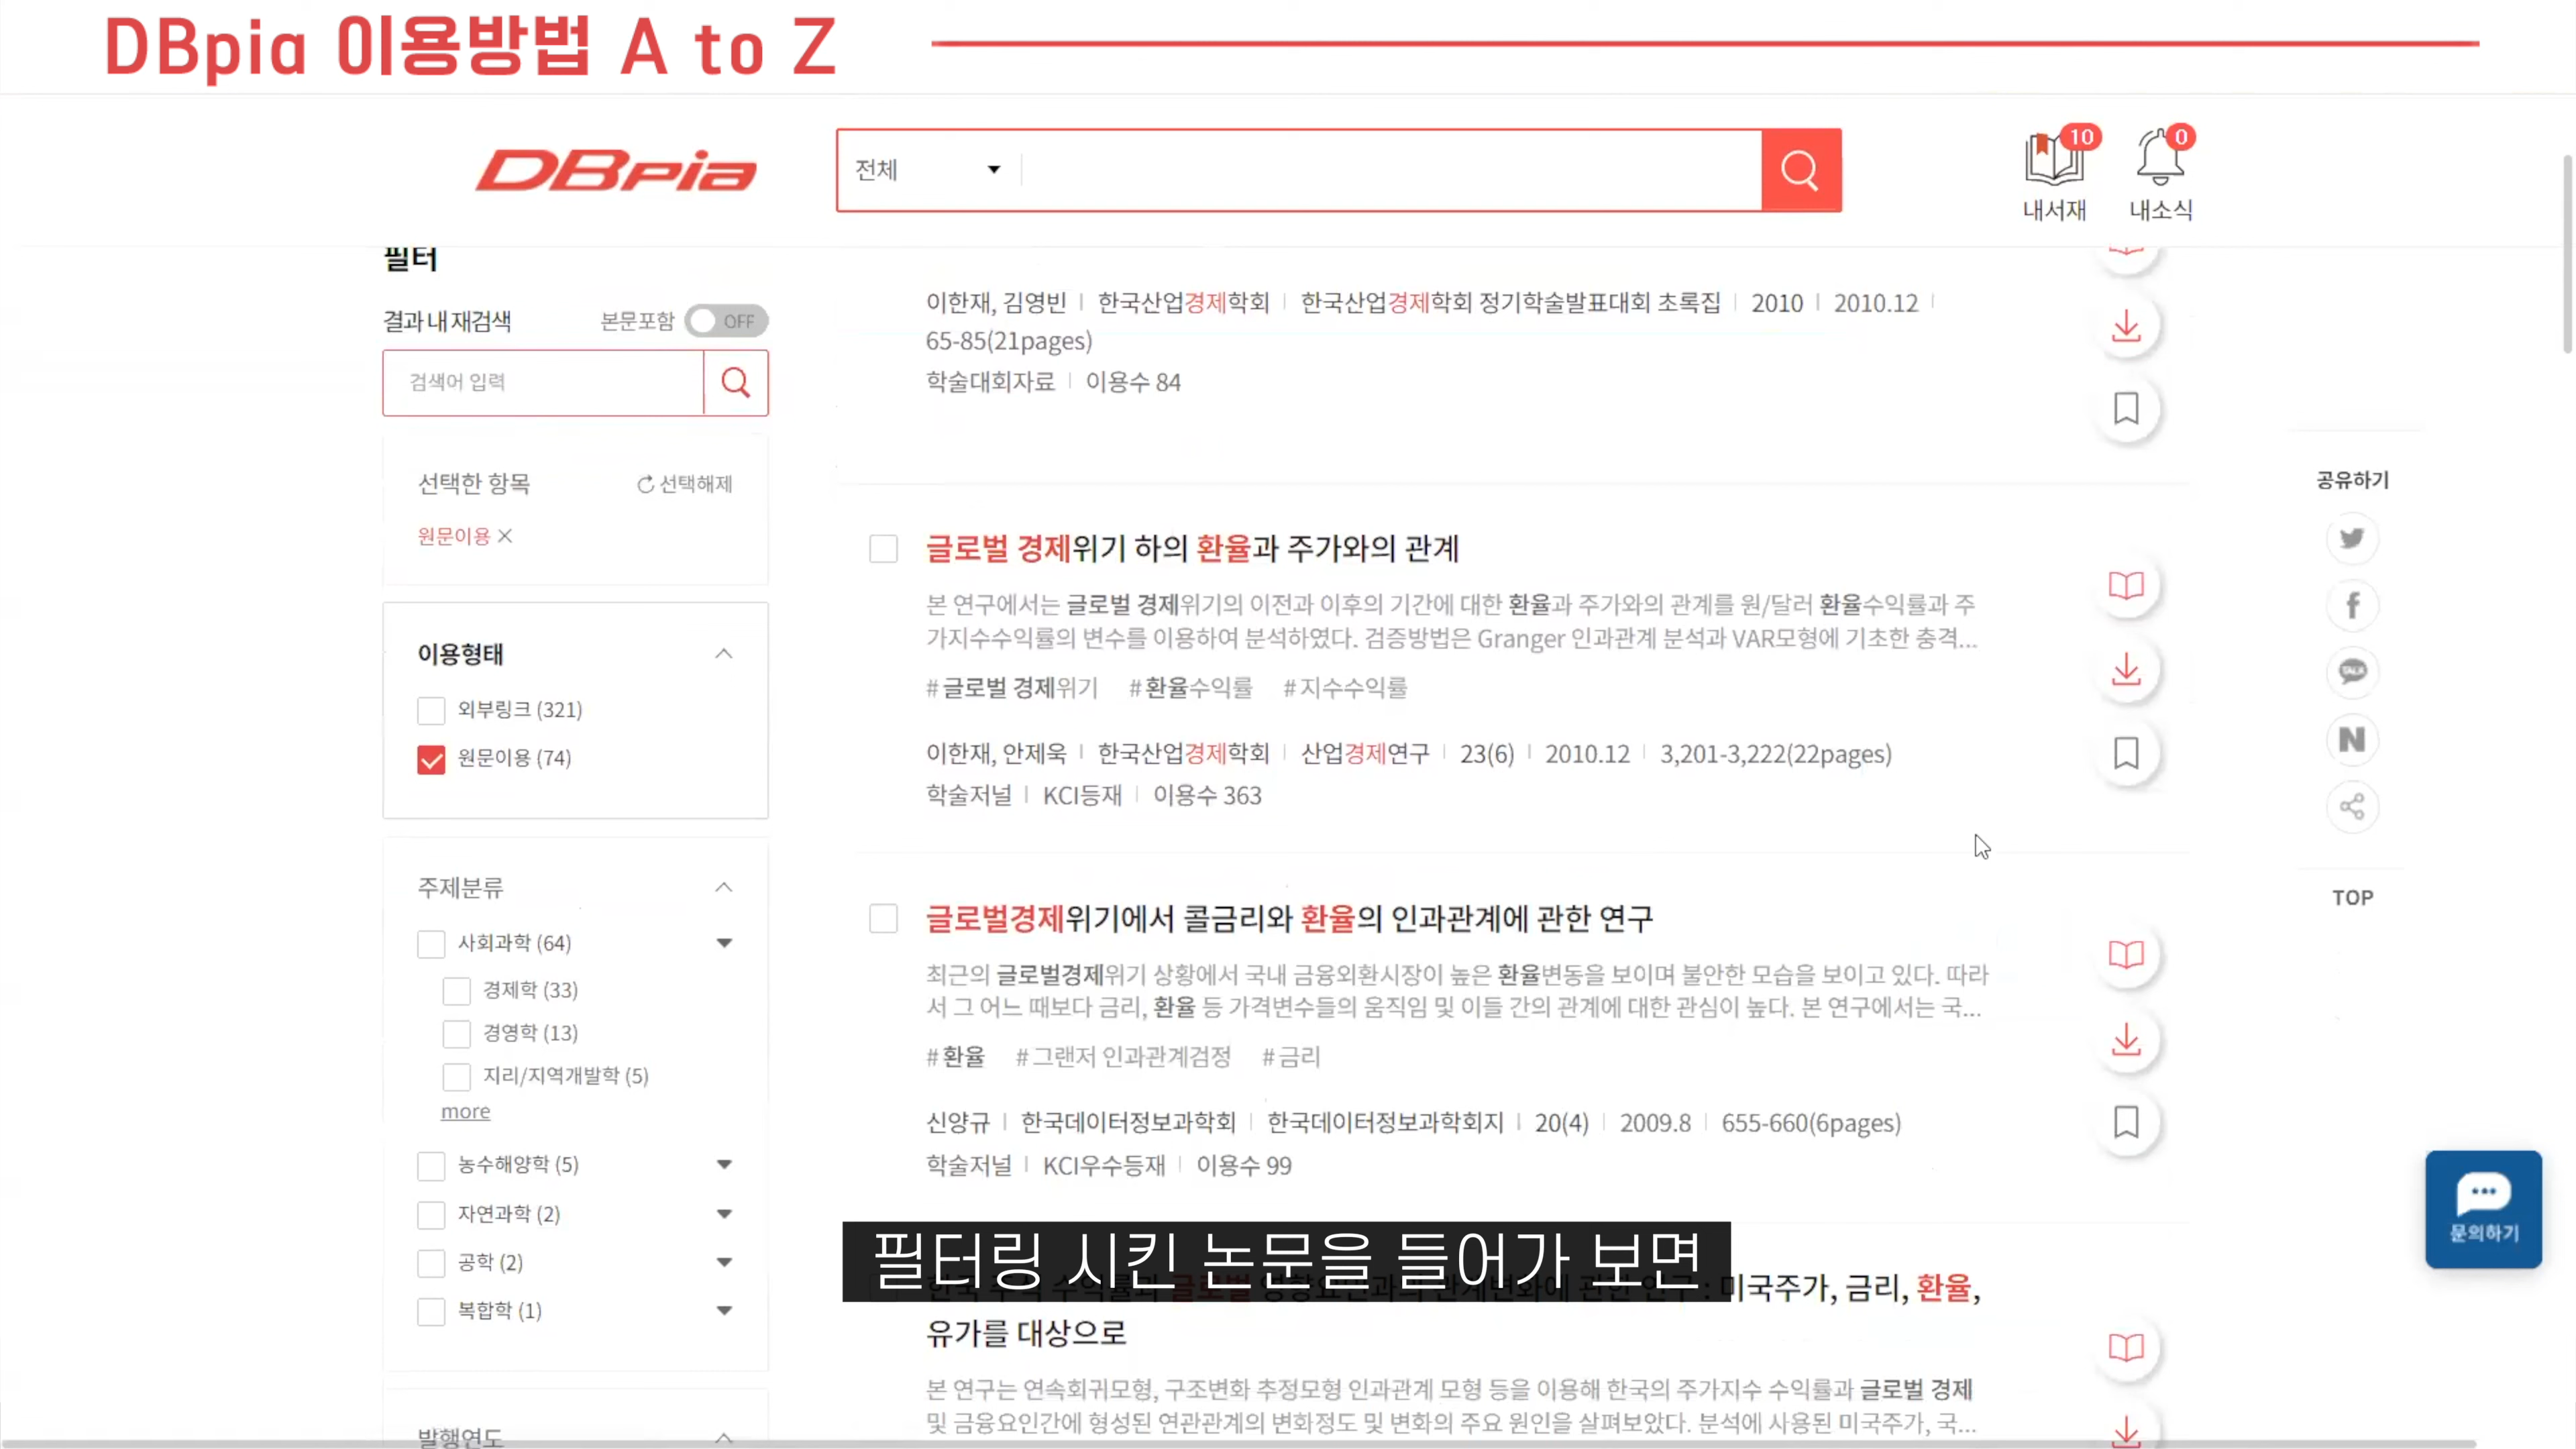 DBpia 이용방법 A to Z
DBpia
전체
10
내서재
0
내소식
필터
결과 내 재검색
본문포함 OFF
검색어 입력
선택한 항목
선택해제
원문이용
이용형태
외부링크 (321)
원문이용 (74)
주제분류
사회과학 (64)
경제학 (33)
경영학 (13)
지리/지역개발학 (5)
more
농수해양학 (5)
자연과학 (2)
공학 (2)
복합학 (1)
발행연도
이한재, 김영빈 | 한국산업경제학회 | 한국산업경제학회 정기학술발표대회 초록집 | 2010 | 2010.12 |
65-85(21pages)
학술대회자료 | 이용수 84
글로벌 경제위기 하의 환율과 주가와의 관계
본 연구에서는 글로벌 경제위기의 이전과 이후의 기간에 대한 환율과 주가와의 관계를 원/달러 환율수익률과 주
가지수수익률의 변수를 이용하여 분석하였다. 검증방법은 Granger 인과관계 분석과 VAR모형에 기초한 충격...
#글로벌 경제위기 #환율수익률 #지수수익률
이한재, 안제욱 | 한국산업경제학회 | 산업경제연구 | 23(6) | 2010.12 | 3,201-3,222(22pages)
학술저널 | KCI등재 | 이용수 363
글로벌경제위기에서 콜금리와 환율의 인과관계에 관한 연구
최근의 글로벌경제위기 상황에서 국내 금융외환시장이 높은 환율변동을 보이며 불안한 모습을 보이고 있다. 따라
서 그 어느 때보다 금리, 환율 등 가격변수들의 움직임 및 이들 간의 관계에 대한 관심이 높다. 본 연구에서는 국...
#환율 #그랜저 인과관계검정 #금리
신양규 | 한국데이터정보과학회 | 한국데이터정보과학회지 | 20(4) | 2009.8 | 655-660(6pages)
학술저널 | KCI우수등재 | 이용수 99
필터링 시킨 논문을 들어가 보면
미국주가, 금리, 환율,
유가를 대상으로
본 연구는 연속회귀모형, 구조변화 추정모형 인과관계 모형 등을 이용해 한국의 주가지수 수익률과 글로벌 경제
및 금융요인간에 형성된 연관관계의 변화정도 및 변화의 주요 원인을 살펴보았다. 분석에 사용된 미국주가, 국...
공유하기
TOP
문의하기